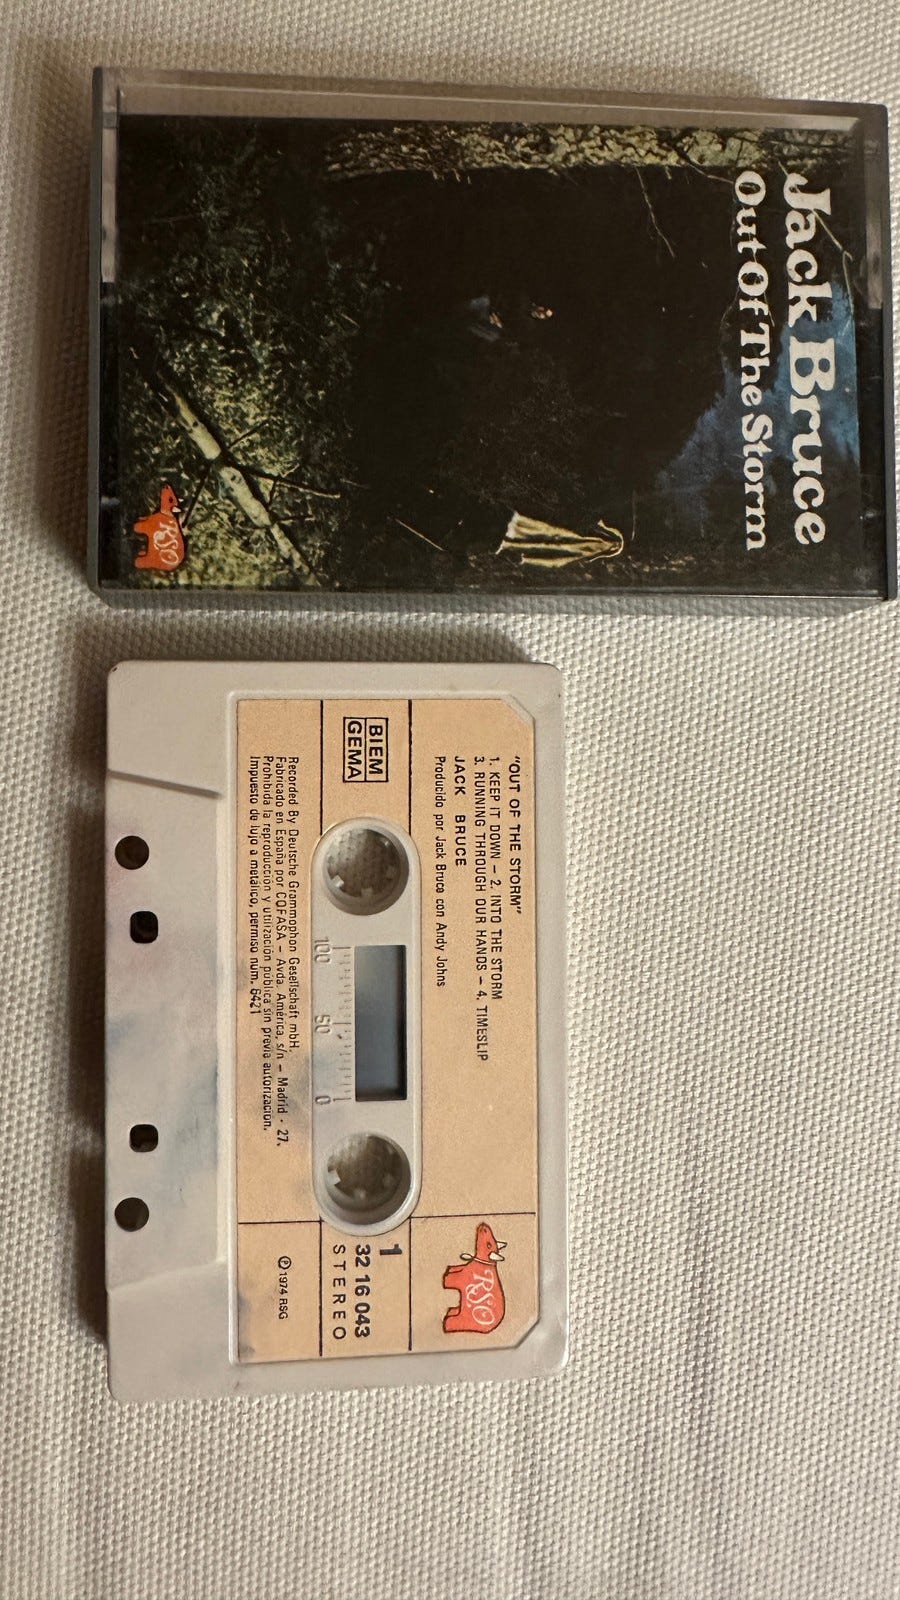 Jack Bruce
Out Of The Storm
RSO
"OUT OF THE STORM"
1. KEEP IT DOWN – 2. INTO THE STORM
3. RUNNING THROUGH OUR HANDS – 4. TIMESLIP
JACK BRUCE
Producido por Jack Bruce con Andy Johns
RSO
BIEM
GEMA
100 50 0
1
32 16 043
STEREO
Recorded By Deutsche Grammophon Gesellschaft mbH.
Fabricado en España por COFASA – Avda. América, s/n – Madrid - 27.
Prohibida la reproducción y utilización pública sin previa autorización.
Impuesto de lujo a metálico, permiso núm. 6421
℗ 1974 RSG